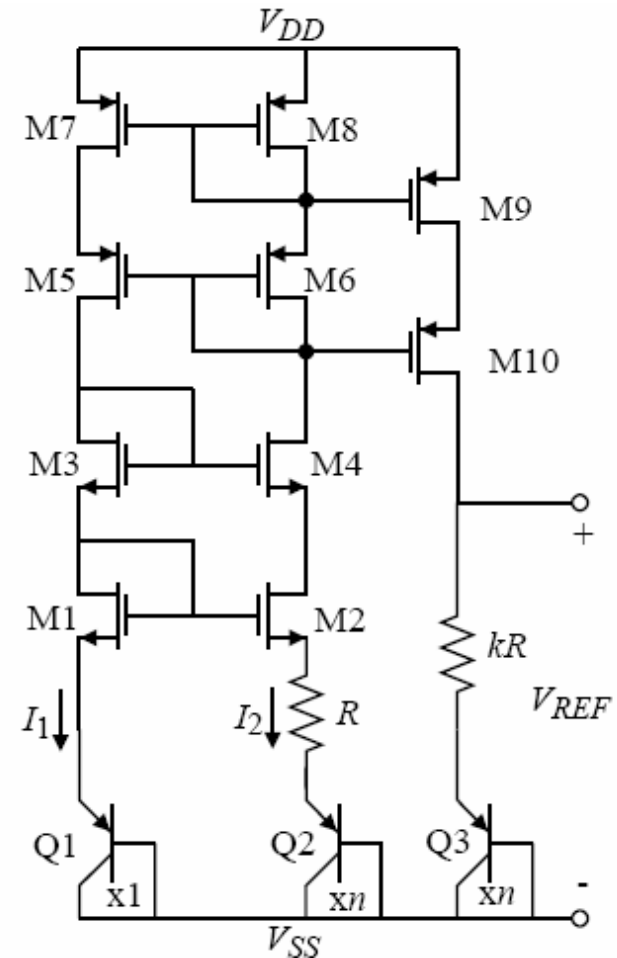 V_DD
M7 M8
M9
M5 M6
M10
+
M3 M4
M1 M2
kR
I_1 I_2 R V_REF
Q1 Q2 Q3
x1 xn xn -
V_SS